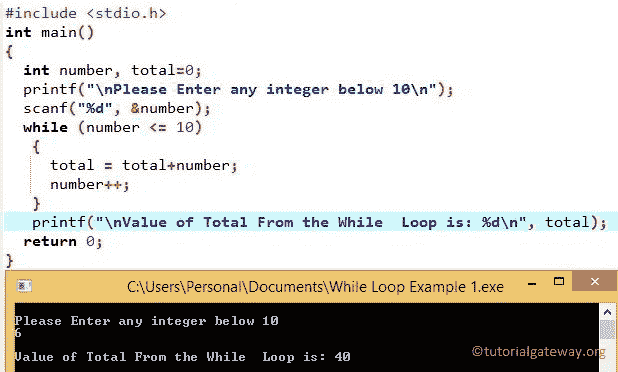 #include <stdio.h>
int main()
{
int number, total=0;
printf("\nPlease Enter any integer below 10\n");
scanf("%d", &number);
while (number <= 10)
{
total = total+number;
number++;
}
printf("\nValue of Total From the While  Loop is: %d\n", total);
return 0;
}
C:\Users\Personal\Documents\While Loop Example 1.exe
Please Enter any integer below 10
6
Value of Total From the While  Loop is: 40
©tutorialgateway.org